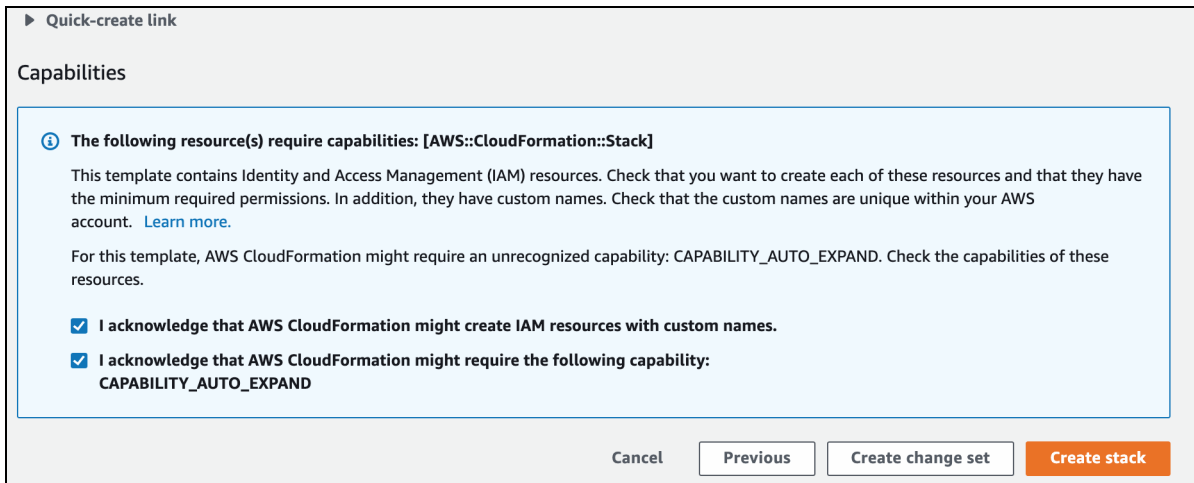 Quick-create link
Capabilities
The following resource(s) require capabilities: [AWS::CloudFormation::Stack]
This template contains Identity and Access Management (IAM) resources. Check that you want to create each of these resources and that they have
the minimum required permissions. In addition, they have custom names. Check that the custom names are unique within your AWS
account. Learn more.
For this template, AWS CloudFormation might require an unrecognized capability: CAPABILITY_AUTO_EXPAND. Check the capabilities of these
resources.
I acknowledge that AWS CloudFormation might create IAM resources with custom names.
I acknowledge that AWS CloudFormation might require the following capability:
CAPABILITY_AUTO_EXPAND
Cancel Previous Create change set Create stack